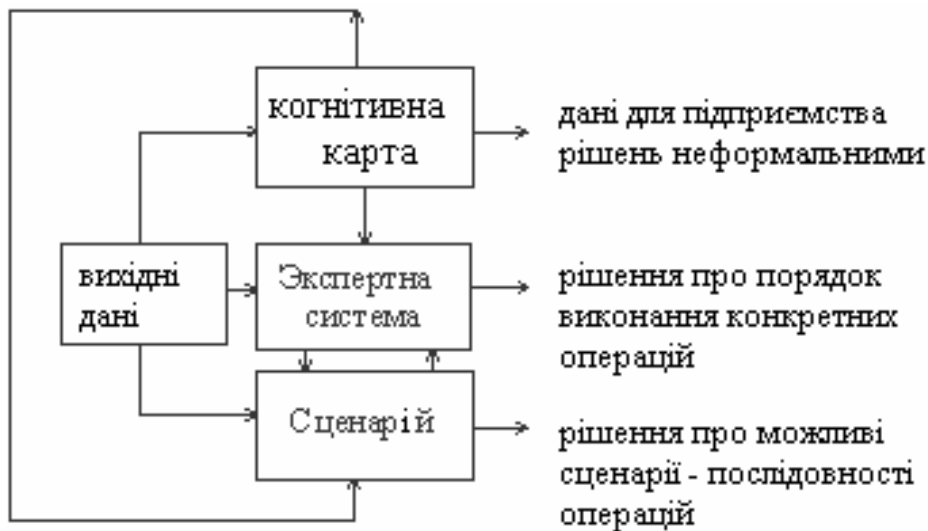 когнітивна
карта
дані для підприємства
рішень неформальними
вихідні
дані
Экспертна
система
рішення про порядок
виконання конкретних
операцій
Сценарій
рішення про можливі
сценарії - послідовності
операцій